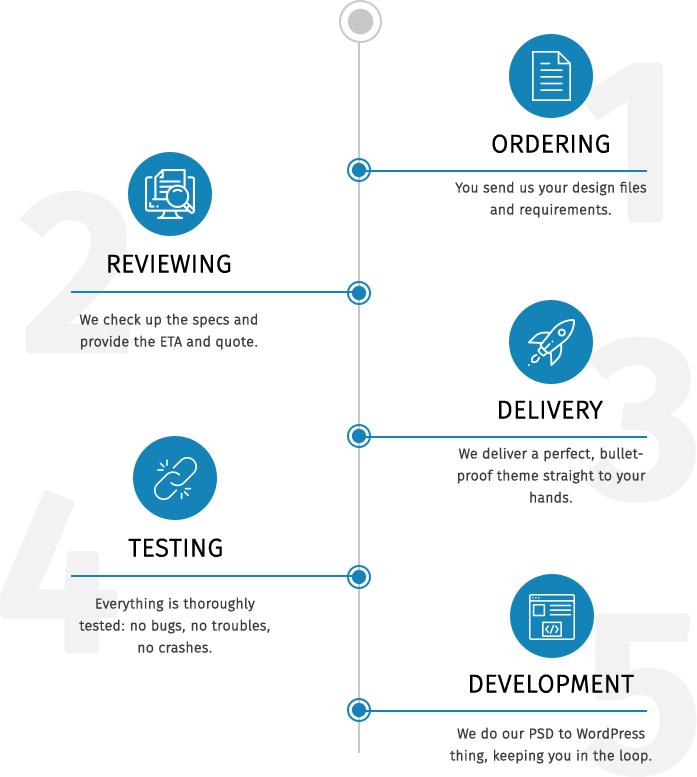 1
ORDERING
You send us your design files
and requirements.
2
REVIEWING
We check up the specs and
provide the ETA and quote.
3
DELIVERY
We deliver a perfect, bullet-
proof theme straight to your
hands.
4
TESTING
Everything is thoroughly
tested: no bugs, no troubles,
no crashes.
5
DEVELOPMENT
We do our PSD to WordPress
thing, keeping you in the loop.